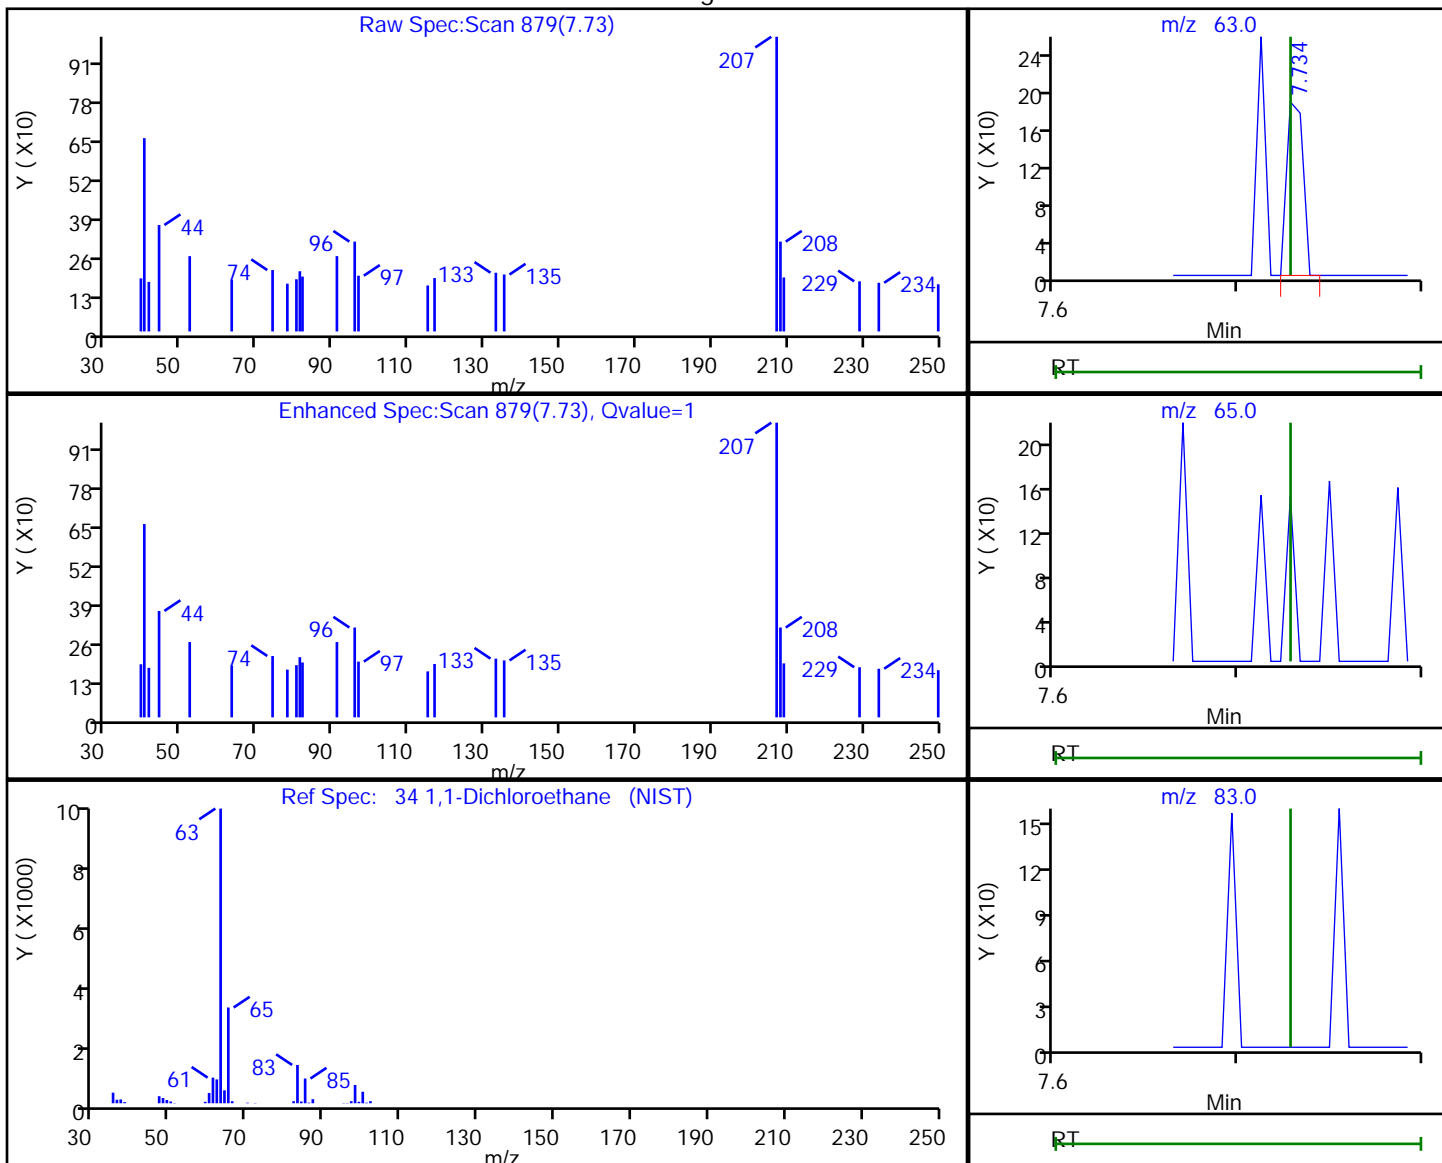 g
Raw Spec:Scan 879(7.73)
Y ( X10)
91
78
65
52
39
26
13
0
207
44
96
208
74
97
133
135
229
234
30 50 70 90 110 130 150 170 190 210 230 250
m/z
m/z 63.0
Y ( X10)
24
20
16
12
8
4
0
7.734
7.6
Min
RT
Enhanced Spec:Scan 879(7.73), Qvalue=1
Y ( X10)
91
78
65
52
39
26
13
0
207
44
96
208
74
97
133
135
229
234
30 50 70 90 110 130 150 170 190 210 230 250
m/z
m/z 65.0
Y ( X10)
20
16
12
8
4
0
7.6
Min
RT
Ref Spec: 34 1,1-Dichloroethane (NIST)
Y ( X1000)
10
8
6
4
2
0
63
65
61
83
85
30 50 70 90 110 130 150 170 190 210 230 250
m/z
m/z 83.0
Y ( X10)
15
12
9
6
3
0
7.6
Min
RT